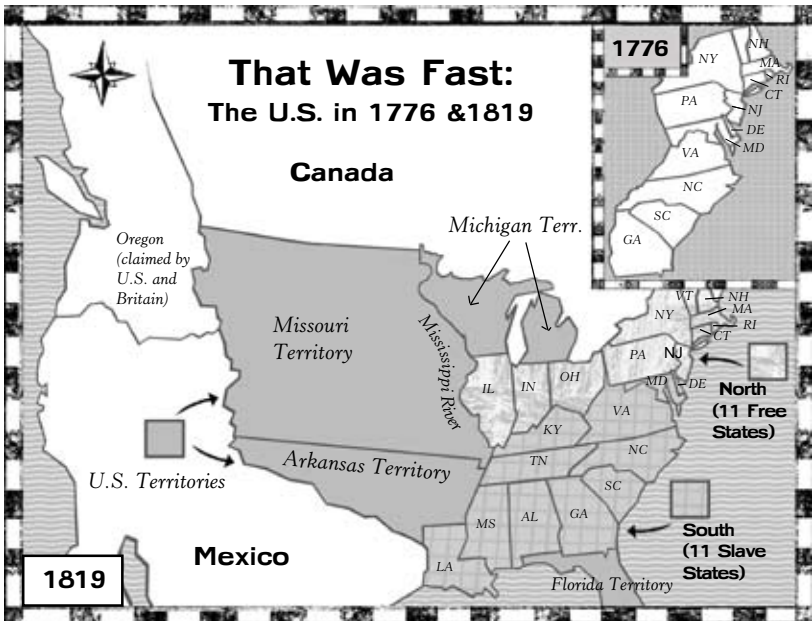 That Was Fast:
The U.S. in 1776 &1819
Canada
1776
NY
NH
MA
RI
CT
PA
NJ
DE
MD
VA
NC
SC
GA
Michigan Terr.
Oregon
(claimed by
U.S. and
Britain)
Missouri
Territory
Mississippi River
VT
NH
NY
MA
RI
CT
PA
NJ
MD
DE
IL
IN
OH
VA
KY
NC
TN
SC
MS
AL
GA
LA
North
(11 Free
States)
U.S. Territories
Arkansas Territory
South
(11 Slave
States)
Mexico
Florida Territory
1819